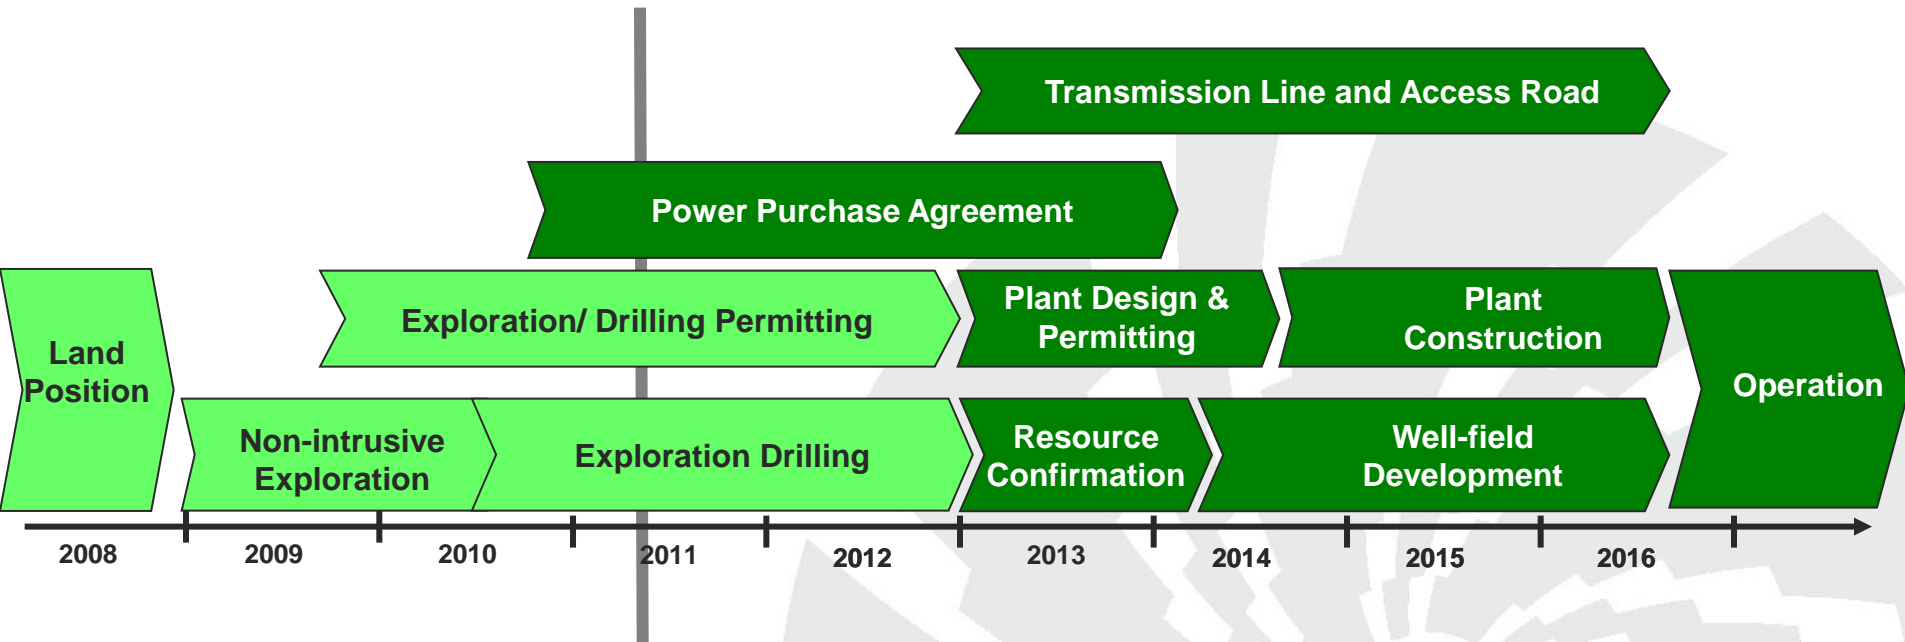 Transmission Line and Access Road
Power Purchase Agreement
Land
Position
Exploration/ Drilling Permitting
Plant Design &
Permitting
Plant
Construction
Operation
Non-intrusive
Exploration
Exploration Drilling
Resource
Confirmation
Well-field
Development
2008
2009
2010
2011
2012
2013
2014
2015
2016